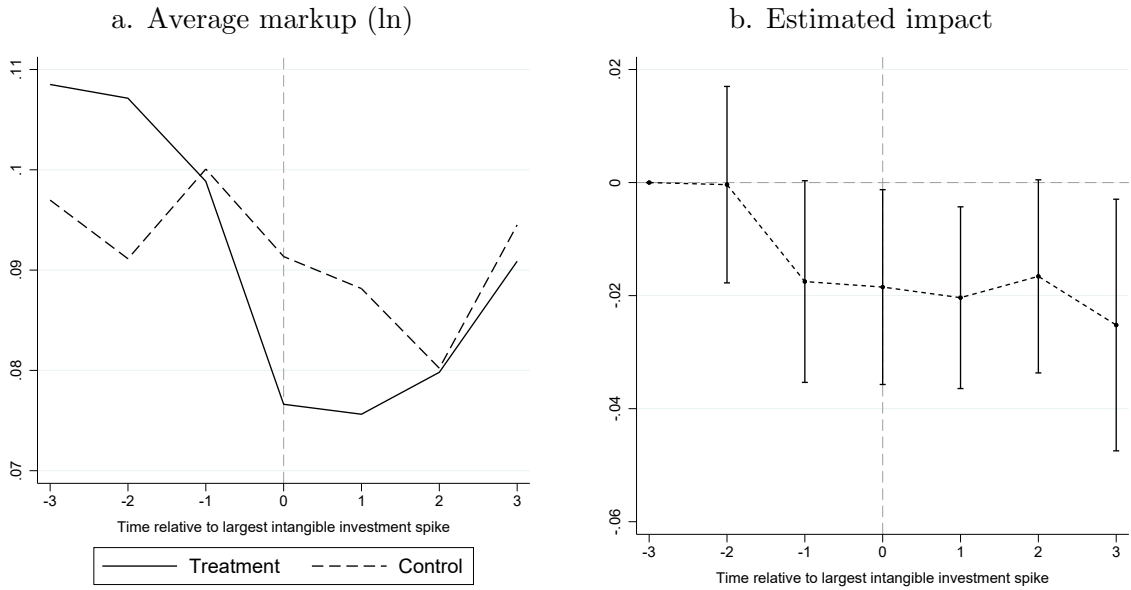 a. Average markup (ln)
.11
.1
.09
.08
.07
-3 -2 -1 0 1 2 3
Time relative to largest intangible investment spike
Treatment Control
b. Estimated impact
.02
0
-.02
-.04
-.06
-3 -2 -1 0 1 2 3
Time relative to largest intangible investment spike